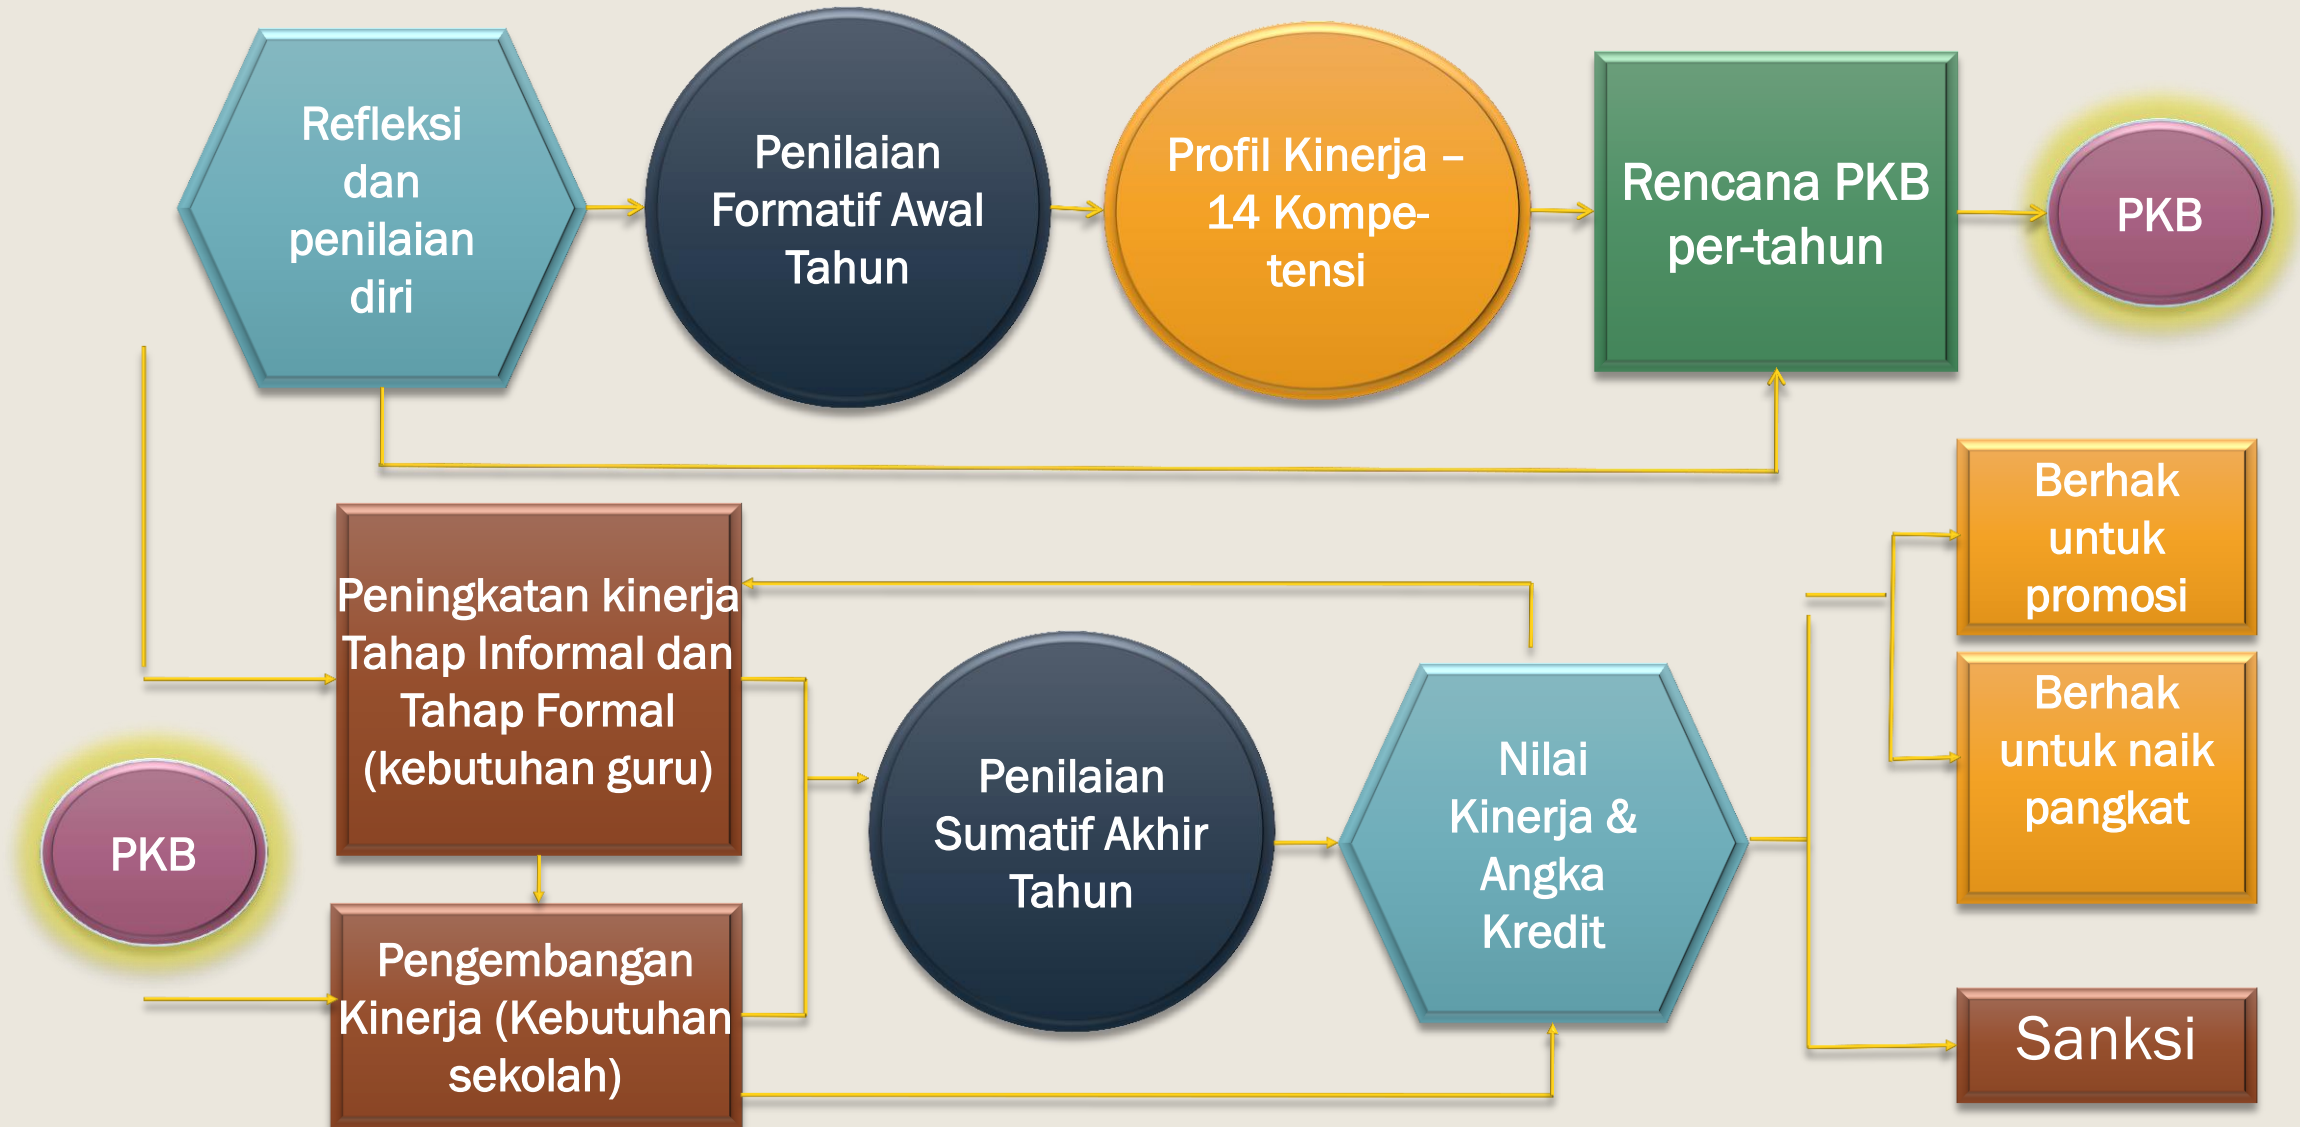 Refleksi
dan
penilaian
diri
Penilaian
Formatif Awal
Tahun
Profil Kinerja –
14 Kompe-
tensi
Rencana PKB
per-tahun
PKB
Peningkatan kinerja
Tahap Informal dan
Tahap Formal
(kebutuhan guru)
PKB
Pengembangan
Kinerja (Kebutuhan
sekolah)
Penilaian
Sumatif Akhir
Tahun
Nilai
Kinerja &
Angka
Kredit
Berhak
untuk
promosi
Berhak
untuk naik
pangkat
Sanksi